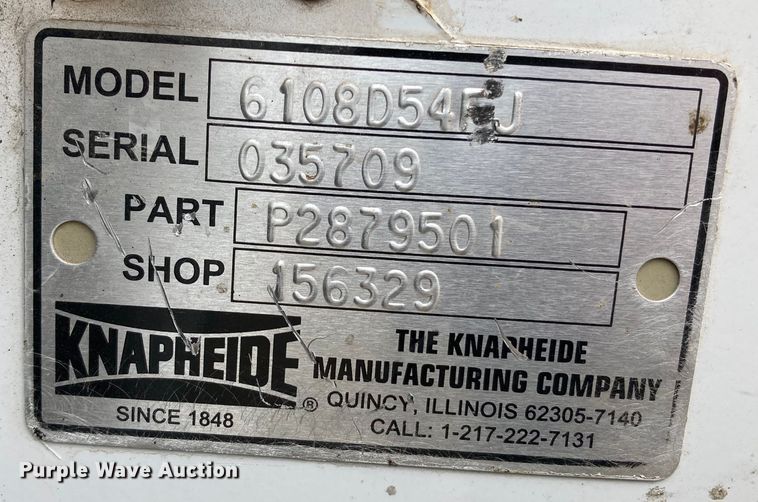 MODEL 6108D54FJ
SERIAL 035709
PART P2879501
SHOP 156329
KNAPHEIDE ®
SINCE 1848
THE KNAPHEIDE
MANUFACTURING COMPANY
QUINCY, ILLINOIS 62305-7140
CALL: 1-217-222-7131
Purple Wave Auction